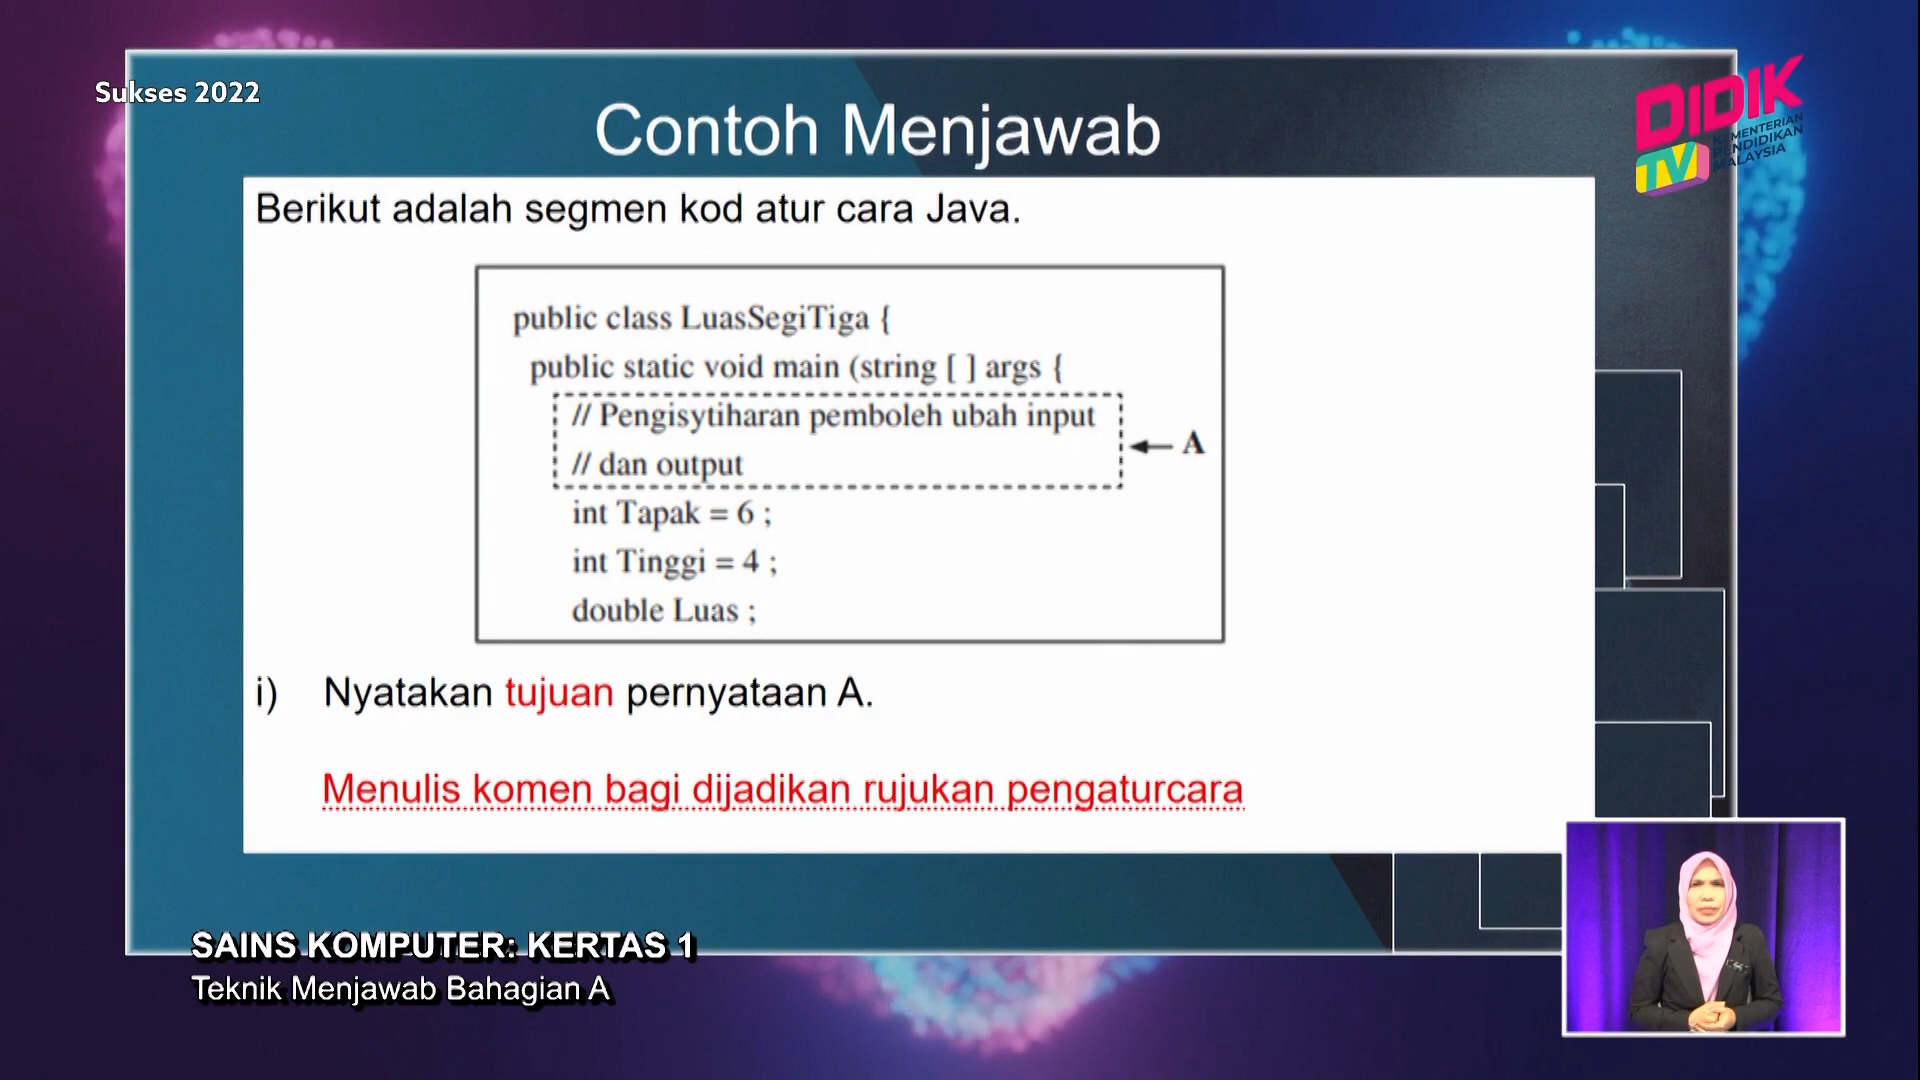 Sukses 2022
Contoh Menjawab
DIDIK
TV
KEMENTERIAN
PENDIDIKAN
MALAYSIA
Berikut adalah segmen kod atur cara Java.
public class LuasSegiTiga {
public static void main (string [ ] args {
// Pengisytiharan pemboleh ubah input
// dan output
A
int Tapak = 6 ;
int Tinggi = 4 ;
double Luas ;
i) Nyatakan tujuan pernyataan A.
Menulis komen bagi dijadikan rujukan pengaturcara
SAINS KOMPUTER: KERTAS 1
Teknik Menjawab Bahagian A